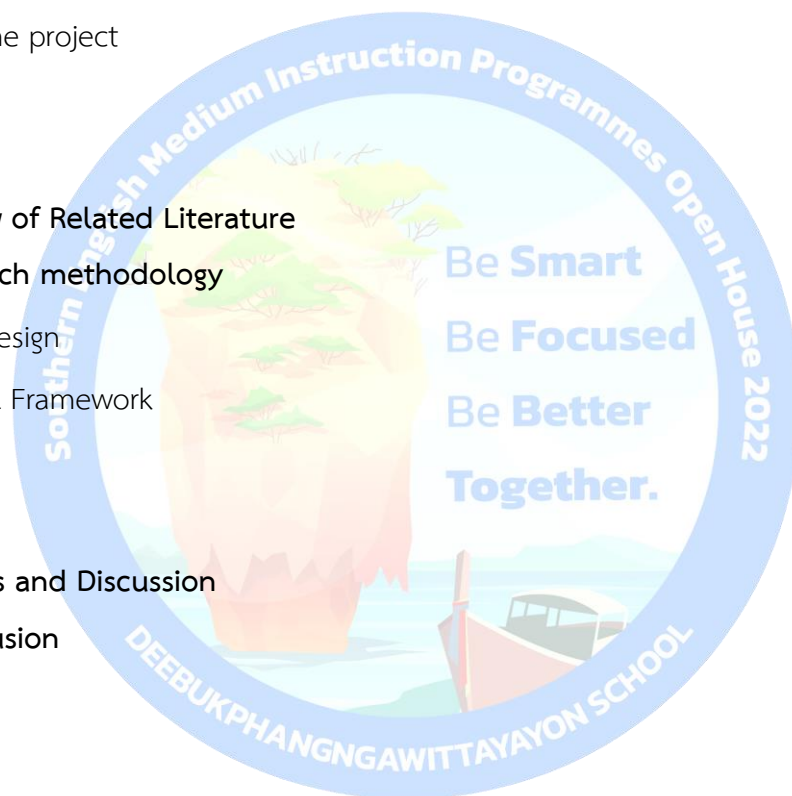 Southern English Medium Instruction Programmes Open House 2022
project
of Related Literature
ch methodology
esign
Framework
s and Discussion
usion
Be Smart
Be Focused
Be Better
Together.
DEEBUKPHANGNGAWITTAYAYON SCHOOL